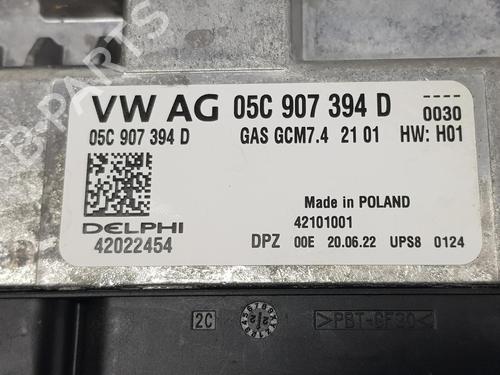 VW AG 05C 907 394 D 0030
05C 907 394 D GAS GCM7.4 21 01 HW: H01
Made in POLAND
42101001
DELPHI
42022454
DPZ 00E 20.06.22 UPS8 0124
2C
>PBT-GF30<
B-Parts